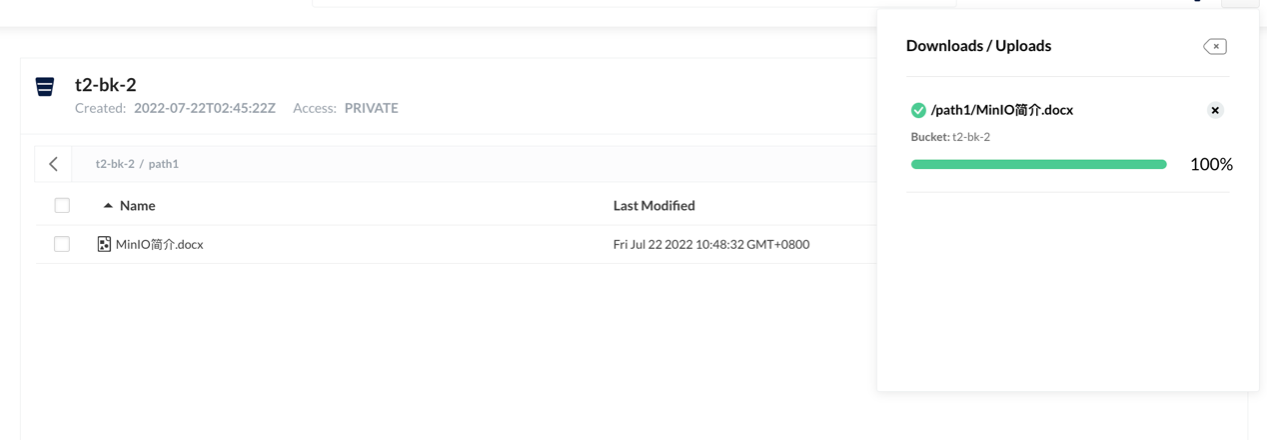 Downloads / Uploads
t2-bk-2
Created: 2022-07-22T02:45:22Z Access: PRIVATE
/path1/MinIO简介.docx
Bucket: t2-bk-2
100%
t2-bk-2 / path1
Name Last Modified
MinIO简介.docx Fri Jul 22 2022 10:48:32 GMT+0800